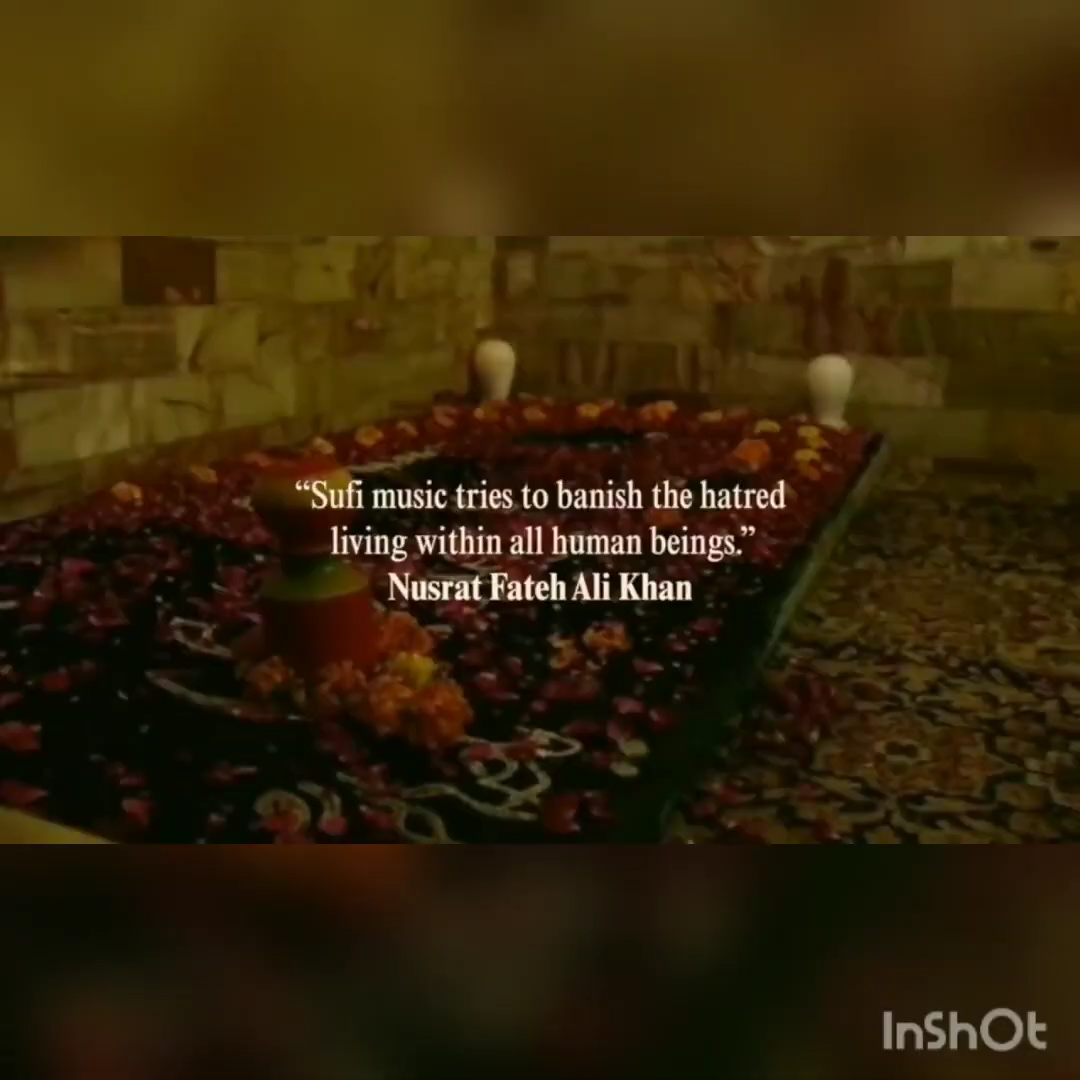 “Sufi music tries to banish the hatred
living within all human beings.”
Nusrat Fateh Ali Khan
InShOt